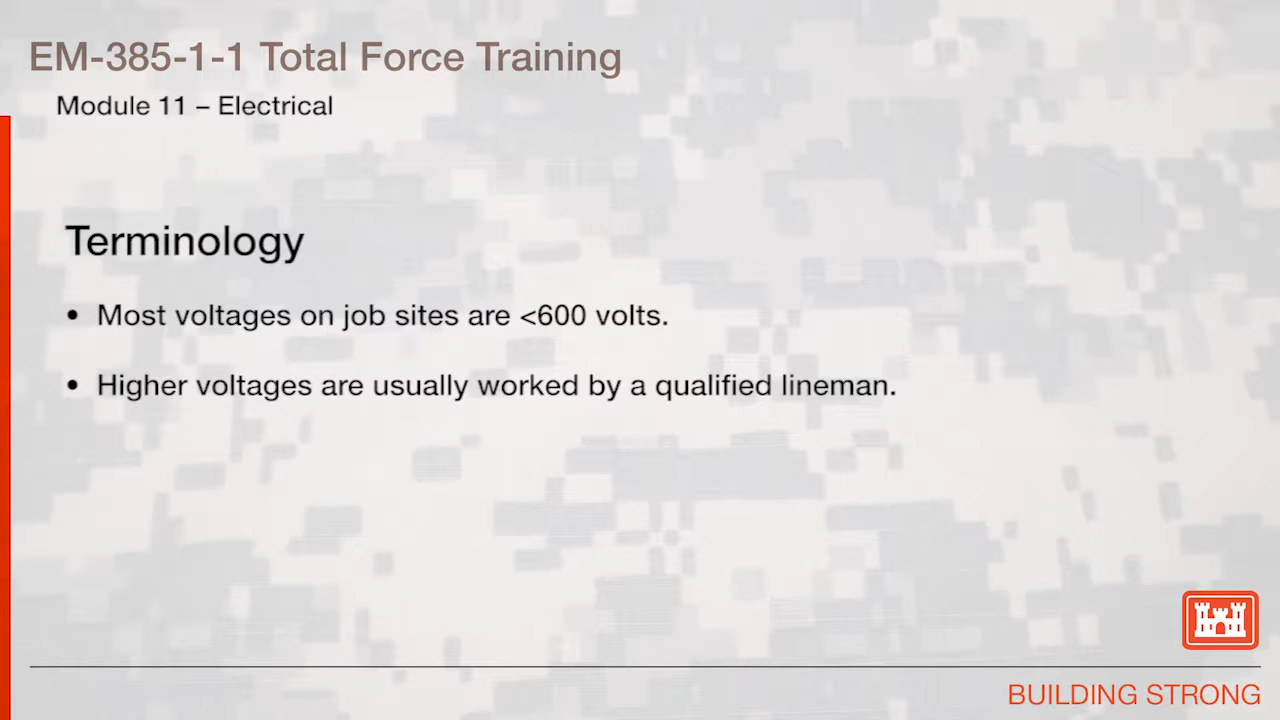 EM-385-1-1 Total Force Training
Module 11 – Electrical
Terminology
• Most voltages on job sites are <600 volts.
• Higher voltages are usually worked by a qualified lineman.
BUILDING STRONG